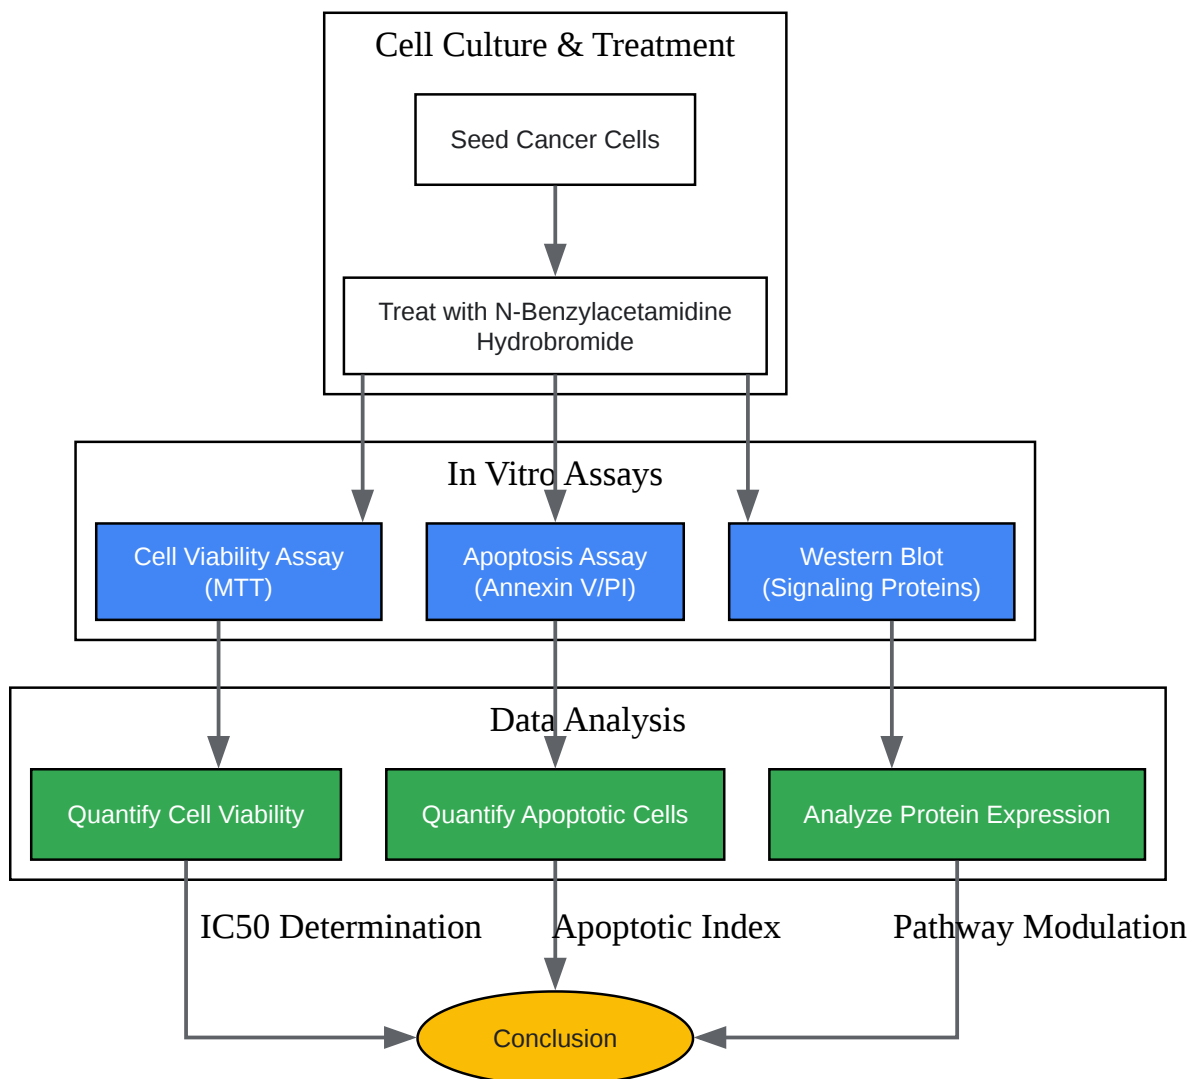 Cell Culture & Treatment
Seed Cancer Cells
Treat with N-Benzylacetamidine
Hydrobromide
In Vitro Assays
Cell Viability Assay
(MTT)
Apoptosis Assay
(Annexin V/PI)
Western Blot
(Signaling Proteins)
Data Analysis
Quantify Cell Viability
Quantify Apoptotic Cells
Analyze Protein Expression
IC50 Determination
Apoptotic Index
Pathway Modulation
Conclusion